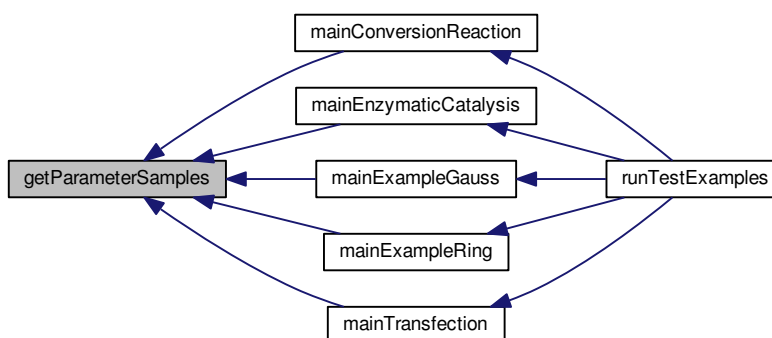 mainConversionReaction
mainEnzymaticCatalysis
getParameterSamples
mainExampleGauss
runTestExamples
mainExampleRing
mainTransfection